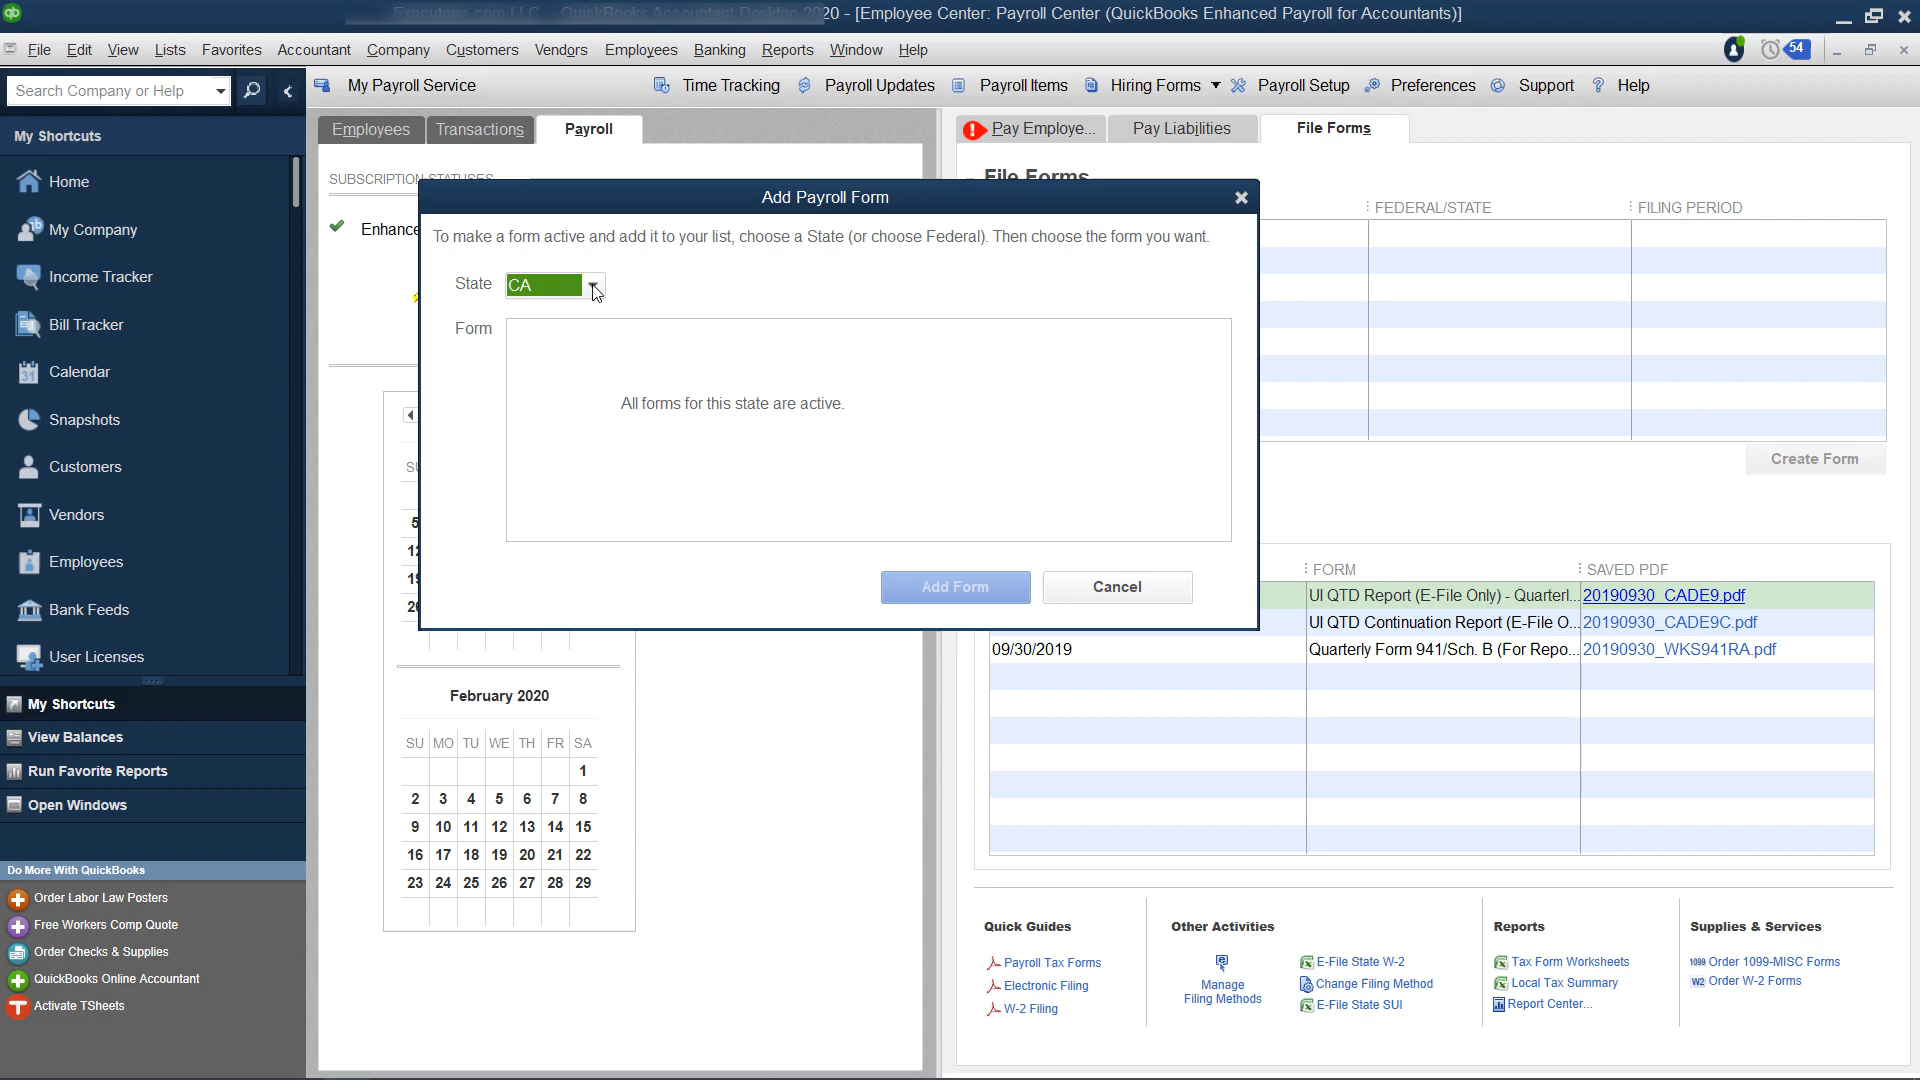 20 - [Employee Center: Payroll Center (QuickBooks Enhanced Payroll for Accountants)]
File Edit View Lists Favorites Accountant Company Customers Vendors Employees Banking Reports Window Help 54
Search Company or Help
My Payroll Service Time Tracking Payroll Updates Payroll Items Hiring Forms Payroll Setup Preferences Support Help
My Shortcuts
Home
My Company
Income Tracker
Bill Tracker
31 Calendar
Snapshots
Customers
Vendors
Employees
Bank Feeds
User Licenses
My Shortcuts
View Balances
Run Favorite Reports
Open Windows
Do More With QuickBooks
Order Labor Law Posters
Free Workers Comp Quote
Order Checks & Supplies
QuickBooks Online Accountant
Activate TSheets
Employees Transactions Payroll
SUBSCRIPTION STATUSES
Enhance
SU
5
12
19
26
February 2020
SU MO TU WE TH FR SA
1
2 3 4 5 6 7 8
9 10 11 12 13 14 15
16 17 18 19 20 21 22
23 24 25 26 27 28 29
Add Payroll Form
To make a form active and add it to your list, choose a State (or choose Federal). Then choose the form you want.
State CA
Form
All forms for this state are active.
Add Form Cancel
Pay Employe... Pay Liabilities File Forms
File Forms
FEDERAL/STATE FILING PERIOD
Create Form
FORM SAVED PDF
UI QTD Report (E-File Only) - Quarterl... 20190930_CADE9.pdf
UI QTD Continuation Report (E-File O... 20190930_CADE9C.pdf
09/30/2019 Quarterly Form 941/Sch. B (For Repo... 20190930_WKS941RA.pdf
Quick Guides
Payroll Tax Forms
Electronic Filing
W-2 Filing
Other Activities
Manage
Filing Methods
E-File State W-2
Change Filing Method
E-File State SUI
Reports
Tax Form Worksheets
Local Tax Summary
Report Center...
Supplies & Services
1099 Order 1099-MISC Forms
W2 Order W-2 Forms